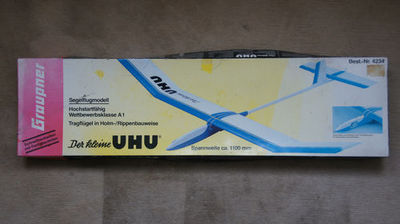 Graupner
Best.-Nr. 4234
UHU
Segelflugmodell
Hochstartfähig
Wettbewerbsklasse A1
Tragflügel in Holm-/Rippenbauweise
Der kleine UHU
Spannweite ca. 1100 mm